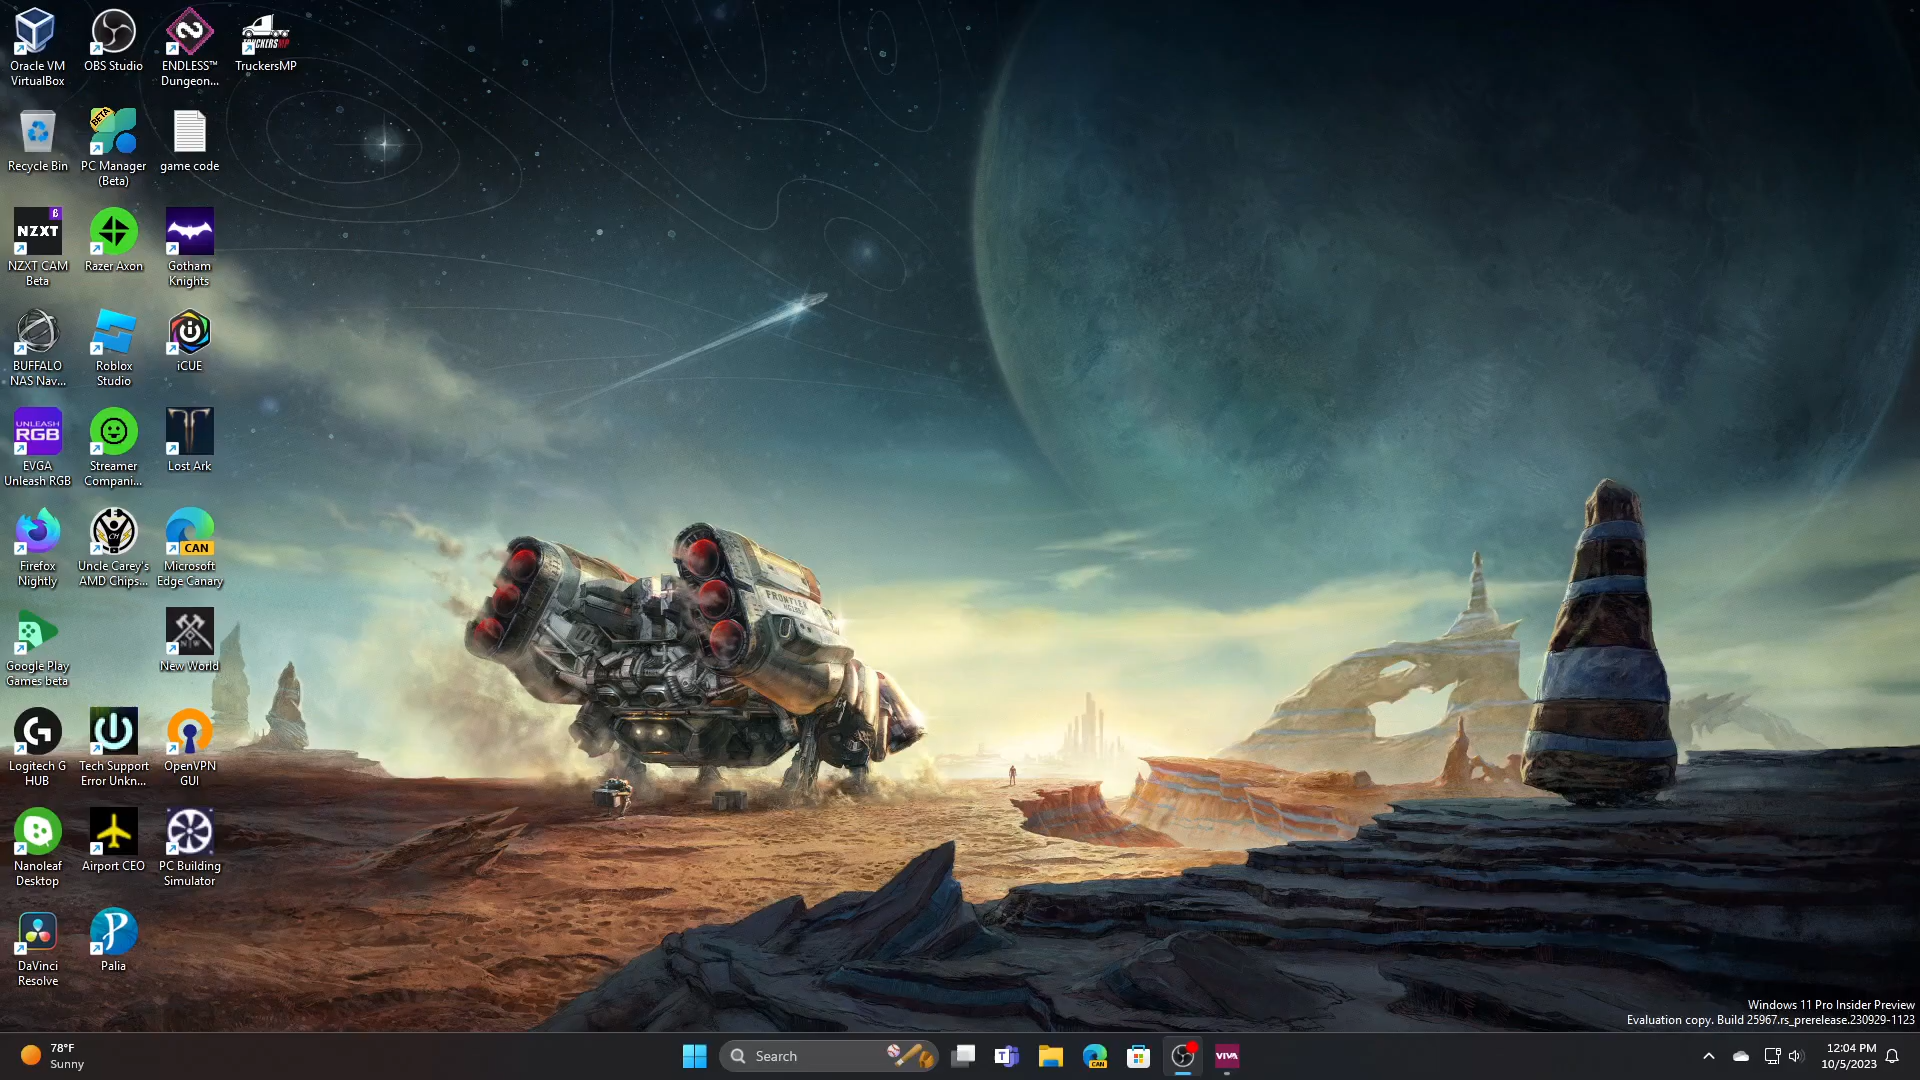 Oracle VM
VirtualBox
OBS Studio
ENDLESS™
Dungeon...
TRUCKERSMP
TruckersMP
Recycle Bin
BETA
PC Manager
(Beta)
game code
β
NZXT
NZXT CAM
Beta
Razer Axon
Gotham
Knights
BUFFALO
NAS Nav...
Roblox
Studio
iCUE
UNLEASH
RGB
EVGA
Unleash RGB
Streamer
Compani...
Lost Ark
Firefox
Nightly
CH
Uncle Carey's
AMD Chips...
CAN
Microsoft
Edge Canary
Google Play
Games beta
New World
Logitech G
HUB
Tech Support
Error Unkn...
OpenVPN
GUI
Nanoleaf
Desktop
Airport CEO
PC Building
Simulator
DaVinci
Resolve
Palia
FRONTIER
Windows 11 Pro Insider Preview
Evaluation copy. Build 25967.rs_prerelease.230929-1123
78°F
Sunny
Search
CAN
VIVA
12:04 PM
10/5/2023